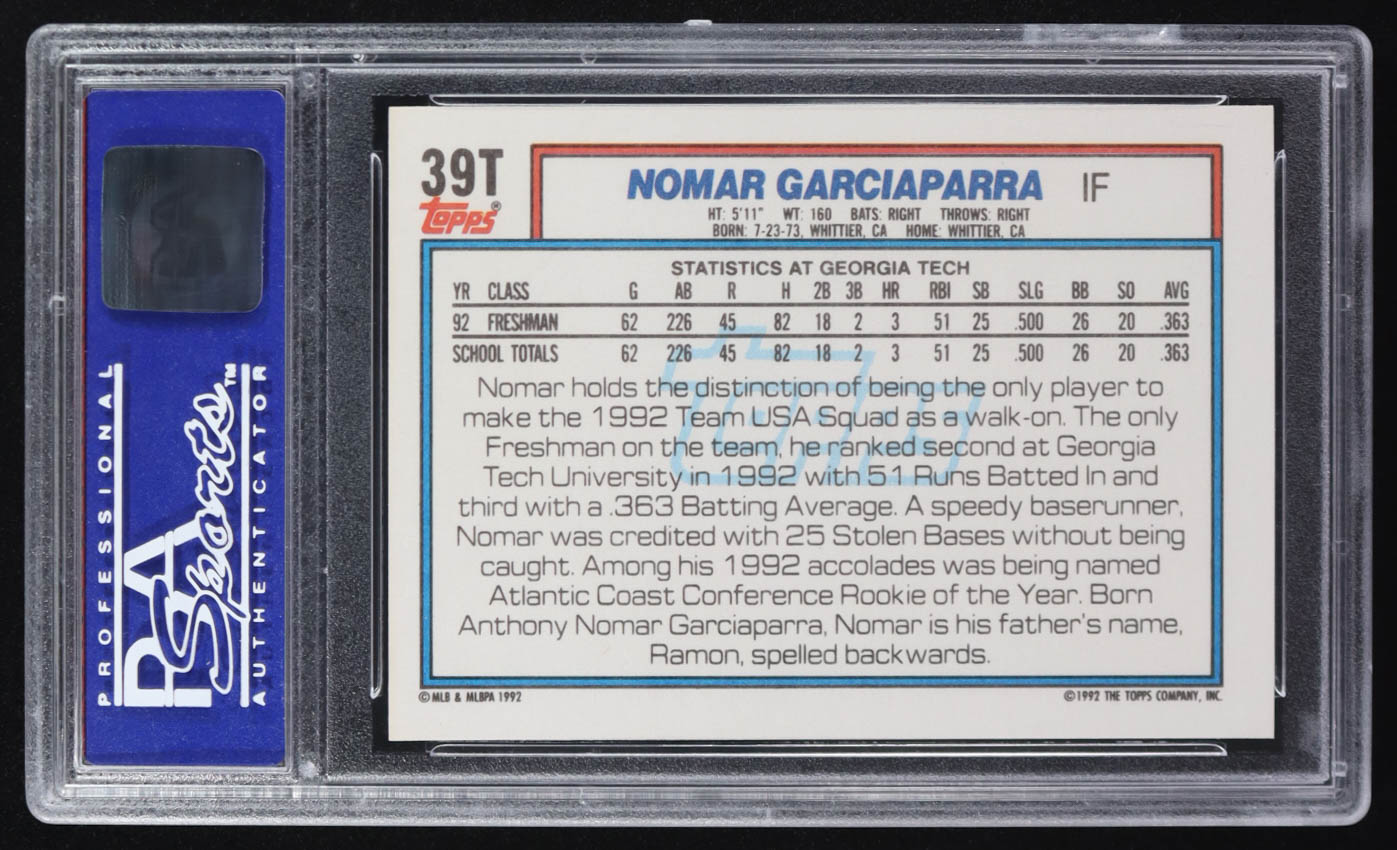 PROFESSIONAL
PSA
Sports™
AUTHENTICATOR
39T
topps®
NOMAR GARCIAPARRA IF
HT: 5'11" WT: 160 BATS: RIGHT THROWS: RIGHT
BORN: 7-23-73, WHITTIER, CA HOME: WHITTIER, CA
STATISTICS AT GEORGIA TECH
YR CLASS G AB R H 2B 3B HR RBI SB SLG BB SO AVG
92 FRESHMAN 62 226 45 82 18 2 3 51 25 .500 26 20 .363
SCHOOL TOTALS 62 226 45 82 18 2 3 51 25 .500 26 20 .363
Nomar holds the distinction of being the only player to
make the 1992 Team USA Squad as a walk-on. The only
Freshman on the team, he ranked second at Georgia
Tech University in 1992 with 51 Runs Batted In and
third with a .363 Batting Average. A speedy baserunner,
Nomar was credited with 25 Stolen Bases without being
caught. Among his 1992 accolades was being named
Atlantic Coast Conference Rookie of the Year. Born
Anthony Nomar Garciaparra, Nomar is his father's name,
Ramon, spelled backwards.
© MLB & MLBPA 1992
©1992 THE TOPPS COMPANY, INC.